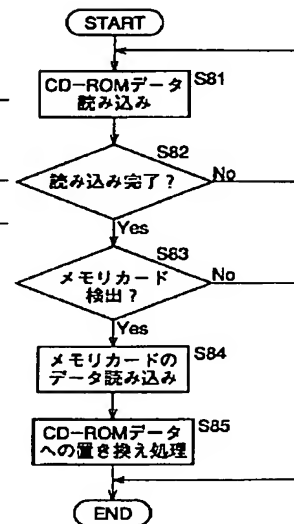 START
S81
CD-ROMデータ
読み込み
S82
読み込み完了？
No
Yes
S83
メモリカード
検出？
No
Yes
S84
メモリカードの
データ読み込み
S85
CD-ROMデータ
への置き換え処理
END